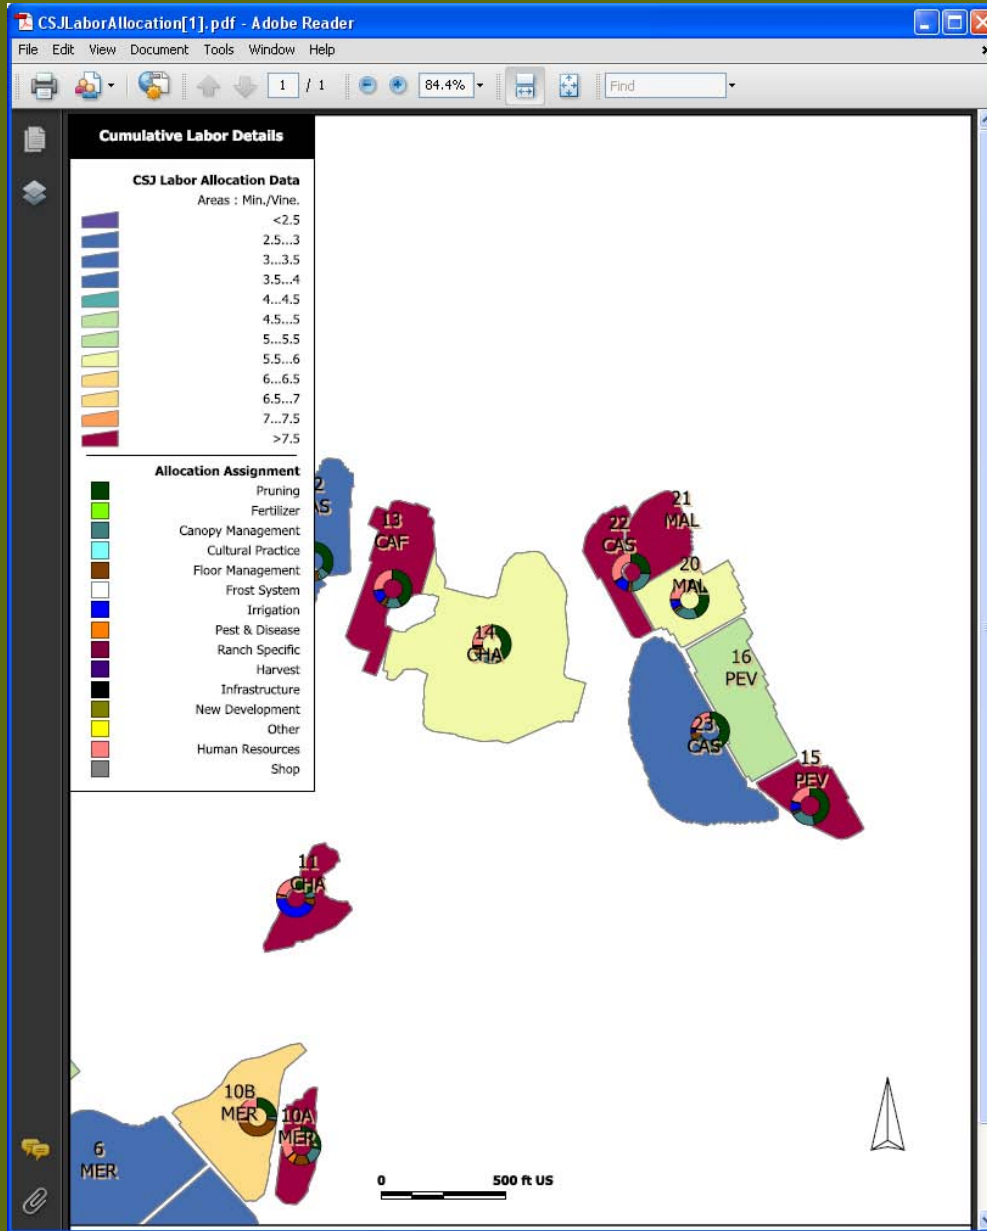 CSJLaborAllocation[1].pdf - Adobe Reader
File Edit View Document Tools Window Help
1 / 1 84.4% Find
Cumulative Labor Details
CSJ Labor Allocation Data
Areas : Min./Vine.
<2.5
2.5...3
3...3.5
3.5...4
4...4.5
4.5...5
5...5.5
5.5...6
6...6.5
6.5...7
7...7.5
>7.5
Allocation Assignment
Pruning
Fertilizer
Canopy Management
Cultural Practice
Floor Management
Frost System
Irrigation
Pest & Disease
Ranch Specific
Harvest
Infrastructure
New Development
Other
Human Resources
Shop
2
AS
13
CAF
14
CHA
22
CAS
21
MAL
20
MAL
16
PEV
23
CAS
15
PEV
11
CHA
10B
MER
10A
MER
6
MER
0 500 ft US